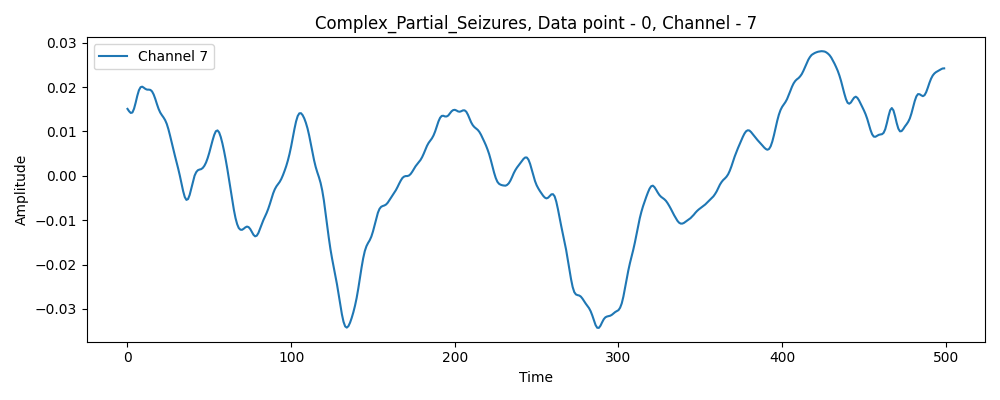 Complex_Partial_Seizures, Data point - 0, Channel - 7
Channel 7
0.03
0.02
0.01
0.00
−0.01
−0.02
−0.03
Amplitude
0 100 200 300 400 500
Time